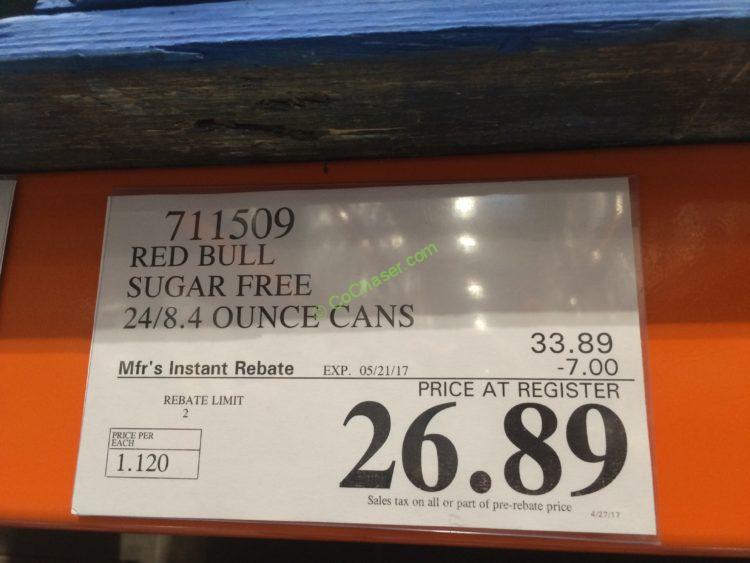 711509
RED BULL
SUGAR FREE
24/8.4 OUNCE CANS
© CoChaser.com
33.89
Mfr's Instant Rebate EXP. 05/21/17 -7.00
PRICE AT REGISTER
REBATE LIMIT
2
26.89
PRICE PER
EACH
1.120
Sales tax on all or part of pre-rebate price
4/27/17